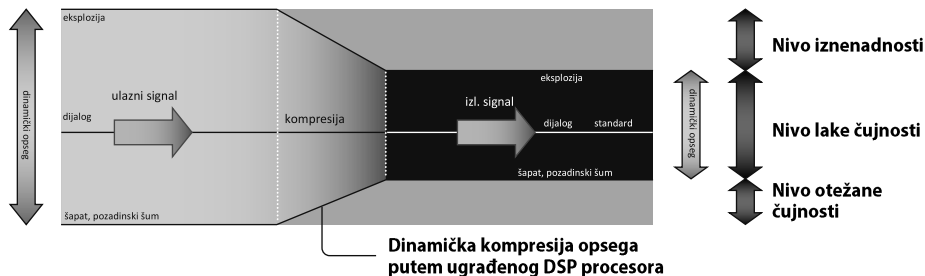 eksplozija
dinamički opseg
ulazni signal
dijalog
kompresija
šapat, pozadinski šum
eksplozija
izl. signal
dijalog standard
šapat, pozadinski šum
dinamički opseg
Nivo iznenadnosti
Nivo lake čujnosti
Nivo otežane
čujnosti
Dinamička kompresija opsega
putem ugrađenog DSP procesora